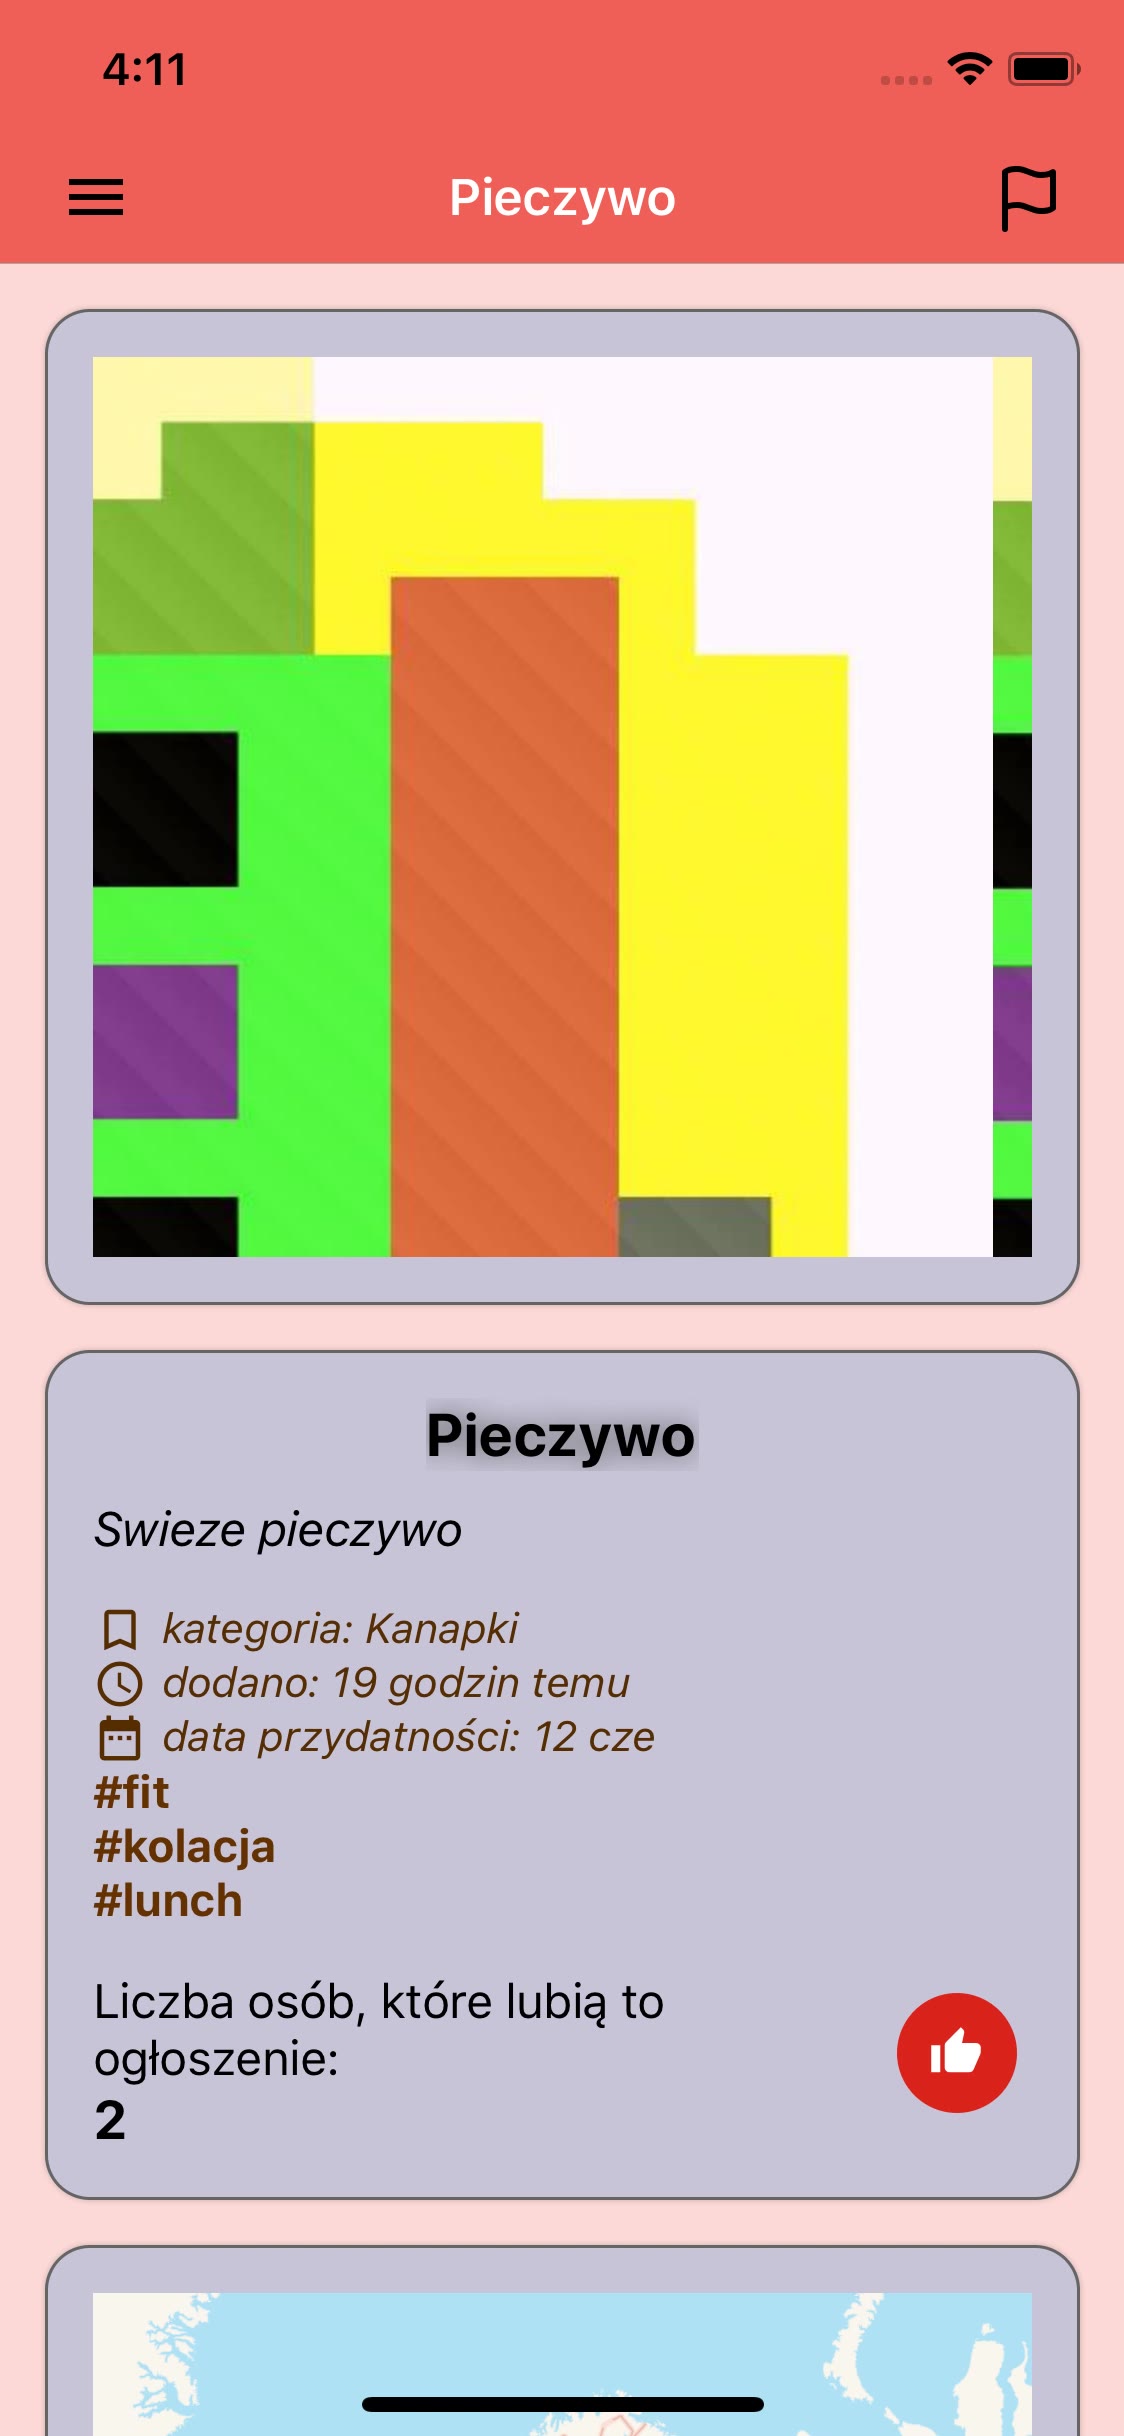 4:11
Pieczywo
Pieczywo
Swieze pieczywo
kategoria: Kanapki
dodano: 19 godzin temu
data przydatności: 12 cze
#fit
#kolacja
#lunch
Liczba osób, które lubią to
ogłoszenie:
2